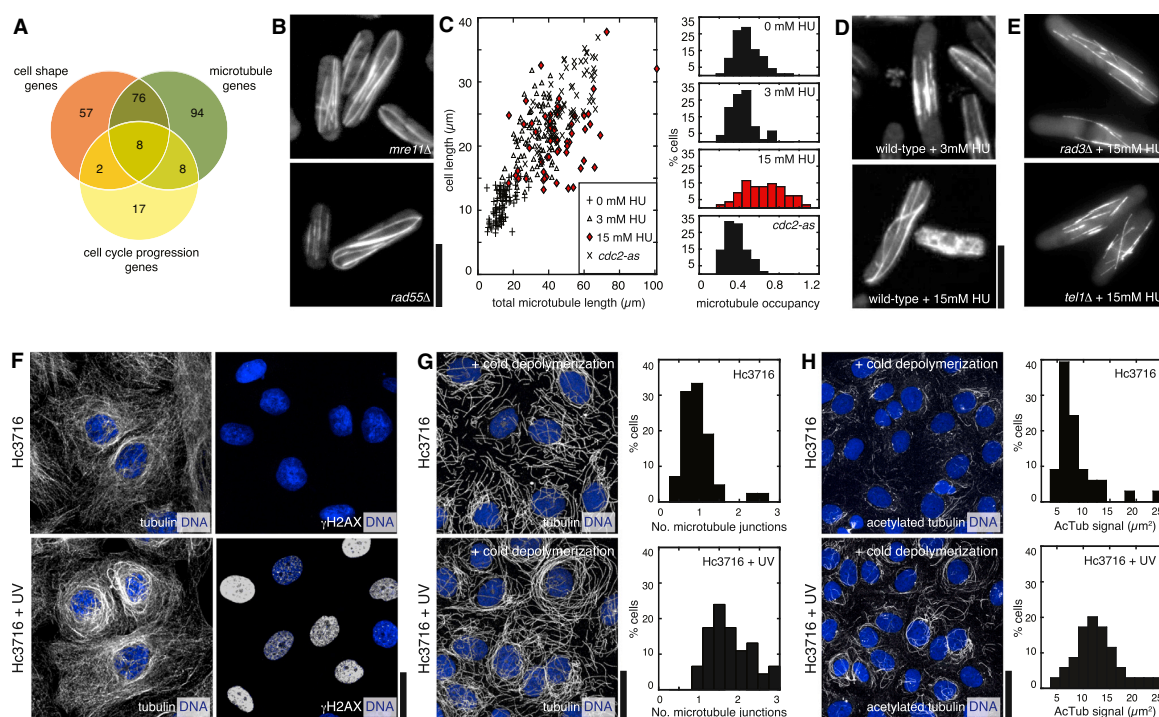 A
cell shape
genes
microtubule
genes
57
76
94
8
2
8
17
cell cycle progression
genes
B
mre11Δ
rad55Δ
C
cell length (µm)
40
30
20
10
0
0
20
40
60
80
100
total microtubule length (µm)
+ 0 mM HU
△ 3 mM HU
♦ 15 mM HU
× cdc2-as
% cells
35
25
15
5
0 mM HU
35
25
15
5
3 mM HU
35
25
15
5
15 mM HU
35
25
15
5
cdc2-as
0.4
0.8
1.2
microtubule occupancy
D
wild-type + 3mM HU
wild-type + 15mM HU
E
rad3Δ + 15mM HU
tel1Δ + 15mM HU
F
Hc3716
tubulin DNA
γH2AX DNA
Hc3716 + UV
tubulin DNA
γH2AX DNA
G
Hc3716
+ cold depolymerization
tubulin DNA
Hc3716
% cells
40
30
20
10
0
0
1
2
3
No. microtubule junctions
Hc3716 + UV
+ cold depolymerization
tubulin DNA
Hc3716 + UV
% cells
40
20
0
0
1
2
3
No. microtubule junctions
H
Hc3716
+ cold depolymerization
acetylated tubulin DNA
Hc3716
% cells
40
30
20
10
0
5
10
15
20
25
AcTub signal (µm²)
Hc3716 + UV
+ cold depolymerization
acetylated tubulin DNA
Hc3716 + UV
% cells
40
30
20
10
0
5
10
15
20
25
AcTub signal (µm²)